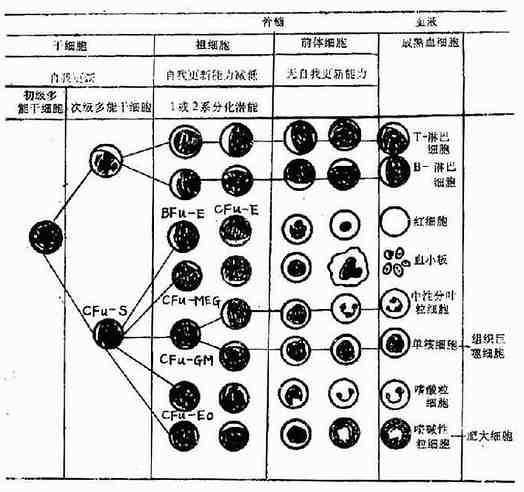 骨髓 血液
干细胞 祖细胞 前体细胞 成熟血细胞
自我更新 自我更新能力减低 无自我更新能力
初级多能干细胞 次级多能干细胞 1或2系分化潜能
T-淋巴细胞
B-淋巴细胞
BFu-E CFu-E
红细胞
血小板
CFu-MEG
中性分叶粒细胞
CFu-S
CFu-GM
单核细胞
组织巨噬细胞
嗜酸粒细胞
CFu-Eo
嗜碱性粒细胞
肥大细胞